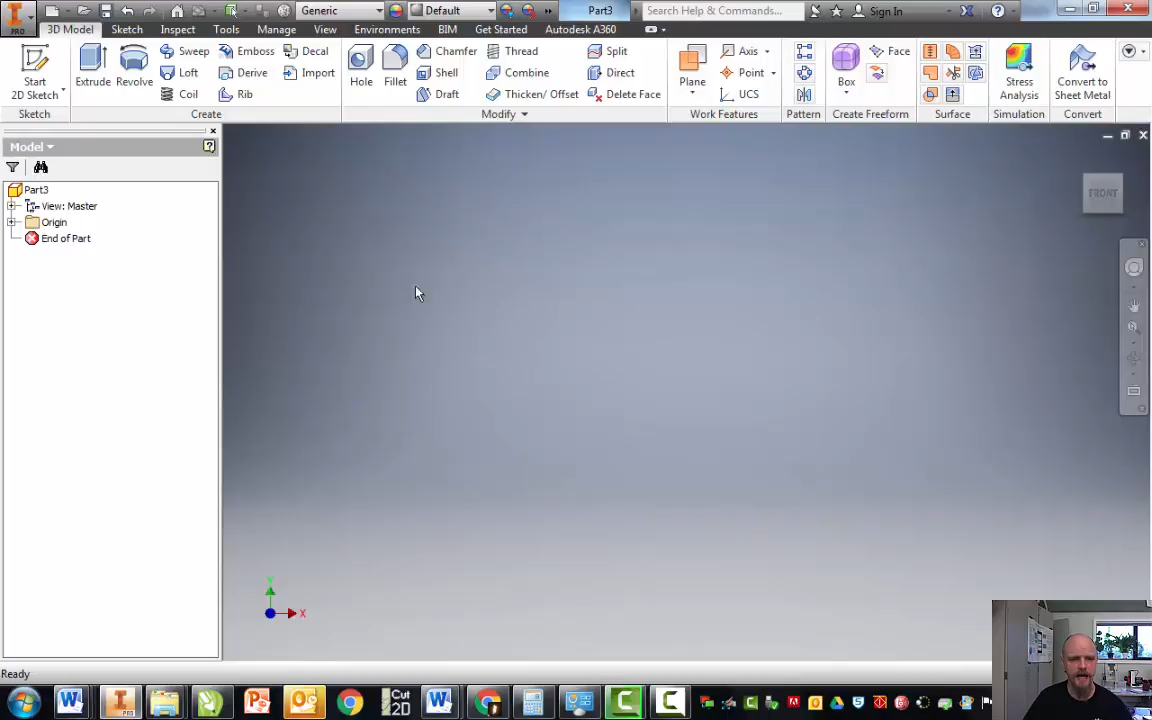 PRO
Generic
Default
Part3
Search Help & Commands...
Sign In
3D Model
Sketch
Inspect
Tools
Manage
View
Environments
BIM
Get Started
Autodesk A360
Start
2D Sketch
Extrude
Revolve
Sweep
Loft
Coil
Emboss
Derive
Rib
Decal
Import
Hole
Fillet
Chamfer
Shell
Draft
Thread
Combine
Thicken/ Offset
Split
Direct
Delete Face
Plane
Axis
Point
UCS
Box
Face
Stress
Analysis
Convert to
Sheet Metal
Sketch
Create
Modify
Work Features
Pattern
Create Freeform
Surface
Simulation
Convert
Model
Part3
View: Master
Origin
End of Part
FRONT
Y
X
Ready
Cut
2D